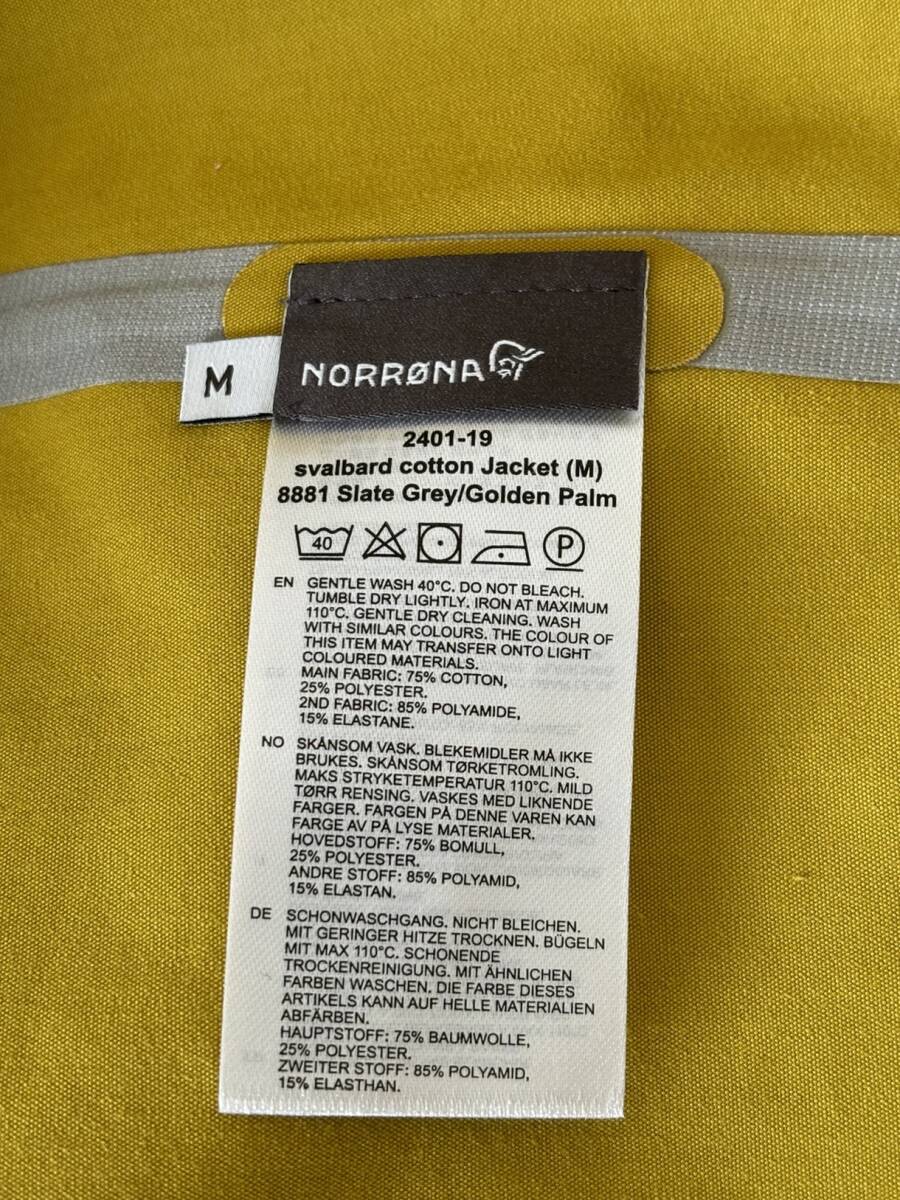 M
NORRØNA
2401-19
svalbard cotton Jacket (M)
8881 Slate Grey/Golden Palm
40
P
EN GENTLE WASH 40°C. DO NOT BLEACH.
TUMBLE DRY LIGHTLY. IRON AT MAXIMUM
110°C. GENTLE DRY CLEANING. WASH
WITH SIMILAR COLOURS. THE COLOUR OF
THIS ITEM MAY TRANSFER ONTO LIGHT
COLOURED MATERIALS.
MAIN FABRIC: 75% COTTON,
25% POLYESTER.
2ND FABRIC: 85% POLYAMIDE,
15% ELASTANE.
NO SKÅNSOM VASK. BLEKEMIDLER MÅ IKKE
BRUKES. SKÅNSOM TØRKETROMLING.
MAKS STRYKETEMPERATUR 110°C. MILD
TØRR RENSING. VASKES MED LIKNENDE
FARGER. FARGEN PÅ DENNE VAREN KAN
FARGE AV PÅ LYSE MATERIALER.
HOVEDSTOFF: 75% BOMULL,
25% POLYESTER.
ANDRE STOFF: 85% POLYAMID,
15% ELASTAN.
DE SCHONWASCHGANG. NICHT BLEICHEN.
MIT GERINGER HITZE TROCKNEN. BÜGELN
MIT MAX 110°C. SCHONENDE
TROCKENREINIGUNG. MIT ÄHNLICHEN
FARBEN WASCHEN. DIE FARBE DIESES
ARTIKELS KANN AUF HELLE MATERIALIEN
ABFÄRBEN.
HAUPTSTOFF: 75% BAUMWOLLE,
25% POLYESTER.
ZWEITER STOFF: 85% POLYAMID,
15% ELASTHAN.